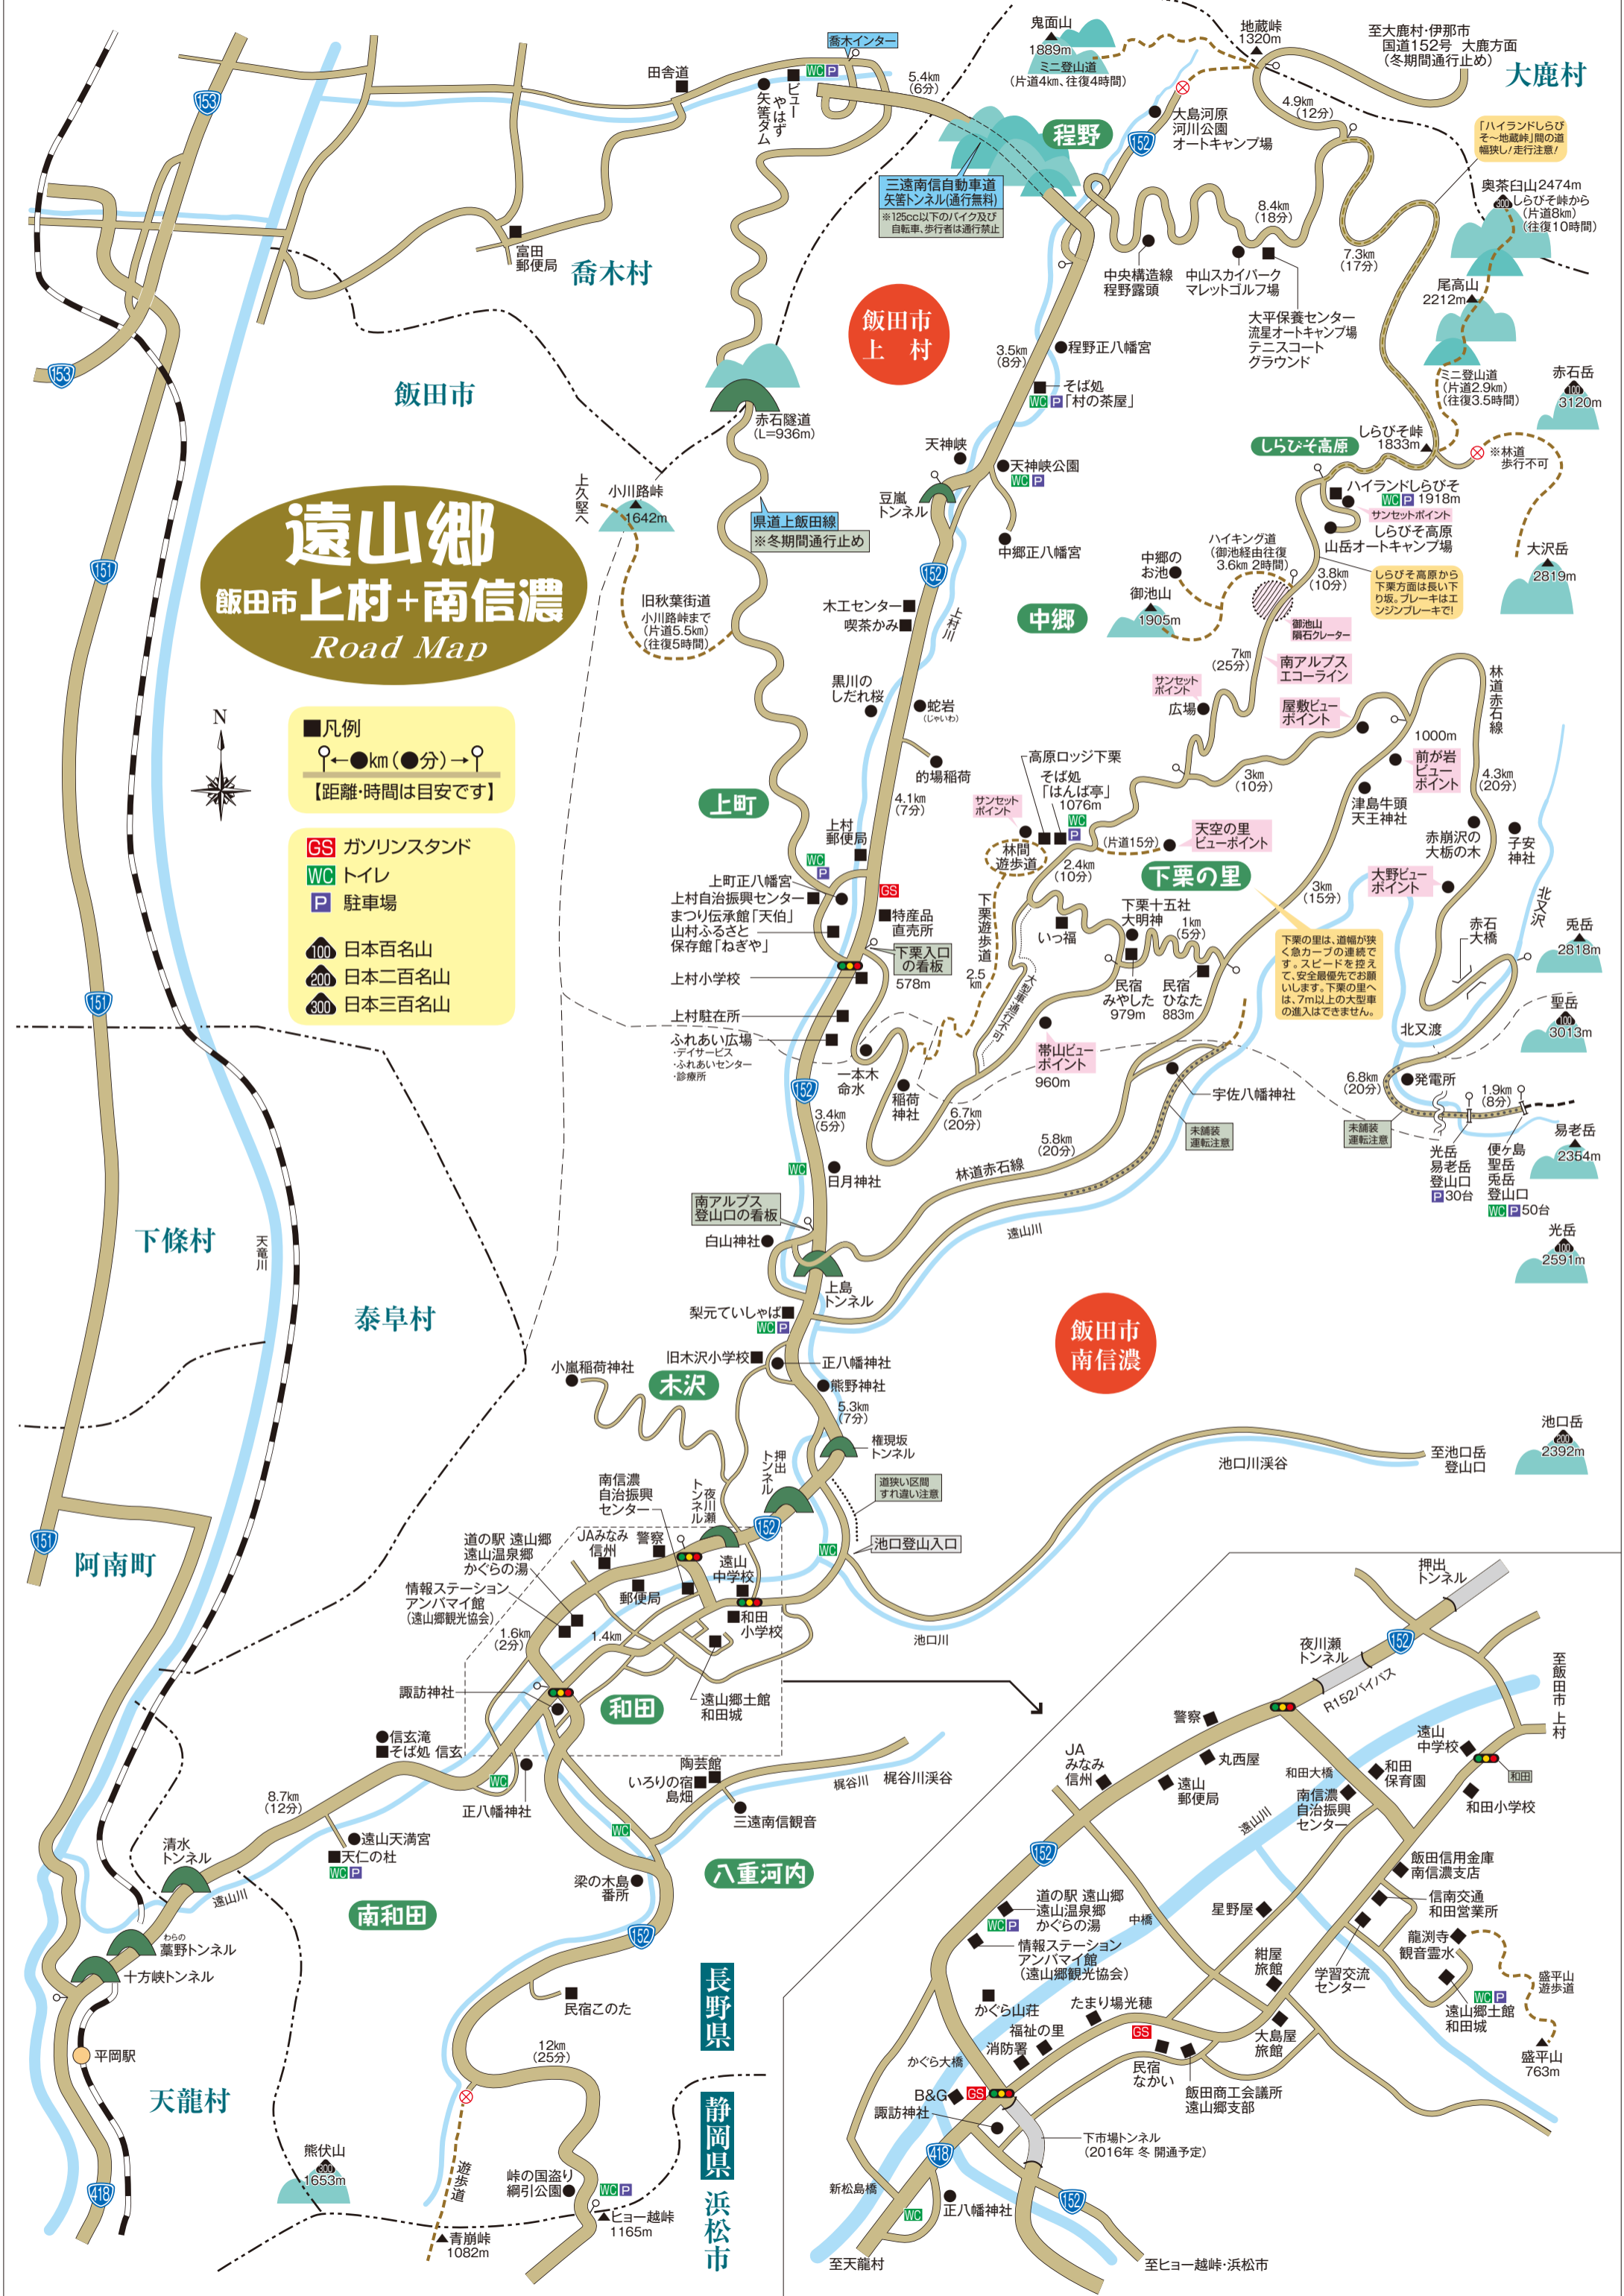 遠山郷
飯田市 上村+南信濃
Road Map
N
■凡例
←●km(●分)→
【距離・時間は目安です】
GS ガソリンスタンド
WC トイレ
P 駐車場
100 日本百名山
200 日本二百名山
300 日本三百名山
153
153
151
151
151
418
喬木村
飯田市
下條村
泰阜村
阿南町
天龍村
大鹿村
天竜川
富田
郵便局
田舎道
矢筈ダム
ビュー
やはず
WC P
喬木インター
5.4km
(6分)
三遠南信自動車道
矢筈トンネル(通行無料)
※125cc以下のバイク及び
自転車、歩行者は通行禁止
程野
152
鬼面山
1889m
ミニ登山道
(片道4km、往復4時間)
地蔵峠
1320m
至大鹿村・伊那市
国道152号 大鹿方面
(冬期間通行止め)
4.9km
(12分)
大島河原
河川公園
オートキャンプ場
「ハイランドしらび
そ〜地蔵峠」間の道
幅狭し!走行注意!
奥茶臼山2474m
300
しらびそ峠から
(片道8km)
(往復10時間)
8.4km
(18分)
7.3km
(17分)
中央構造線
程野露頭
中山スカイパーク
マレットゴルフ場
大平保養センター
流星オートキャンプ場
テニスコート
グラウンド
尾高山
2212m
ミニ登山道
(片道2.9km)
(往復3.5時間)
赤石岳
100
3120m
飯田市
上 村
3.5km
(8分)
程野正八幡宮
そば処
WC P「村の茶屋」
赤石隧道
(L=936m)
天神峡
天神峡公園
WC P
豆嵐
トンネル
中郷正八幡宮
しらびそ高原
しらびそ峠
1833m
※林道
歩行不可
ハイランドしらびそ
WC P 1918m
サンセットポイント
しらびそ高原
山岳オートキャンプ場
大沢岳
2819m
上久堅へ
小川路峠
1642m
県道上飯田線
※冬期間通行止め
旧秋葉街道
小川路峠まで
(片道5.5km)
(往復5時間)
152
木工センター
喫茶かみ
上村川
中郷
中郷の
お池
御池山
1905m
ハイキング道
(御池経由往復
3.6km 2時間)
3.8km
(10分)
しらびそ高原から
下栗方面は長い下
り坂。ブレーキはエ
ンジンブレーキで!
御池山
隕石クレーター
7km
(25分)
南アルプス
エコーライン
サンセット
ポイント
広場
屋敷ビュー
ポイント
林道赤石線
1000m
前が岩
ビュー
ポイント
4.3km
(20分)
3km
(10分)
津島牛頭
天王神社
赤崩沢の
大栃の木
子安
神社
大野ビュー
ポイント
北又沢
黒川の
しだれ桜
蛇岩
(じゃいわ)
的場稲荷
4.1km
(7分)
上町
上村
郵便局
WC
P
GS
上町正八幡宮
上村自治振興センター
まつり伝承館「天伯」
山村ふるさと
保存館「ねぎや」
特産品
直売所
下栗入口
の看板
578m
上村小学校
上村駐在所
ふれあい広場
・デイサービス
・ふれあいセンター
・診療所
高原ロッジ下栗
そば処
「はんば亭」
1076m
WC
P
サンセット
ポイント
林間
遊歩道
(片道15分)
天空の里
ビューポイント
2.4km
(10分)
下栗の里
下栗遊歩道
2.5
km
いっ福
下栗十五社
大明神
1km
(5分)
大型車通行不可
民宿
みやした
979m
民宿
ひなた
883m
3km
(15分)
下栗の里は、道幅が狭
く急カーブの連続で
す。スピードを控え
て、安全最優先でお願
いします。下栗の里へ
は、7m以上の大型車
の進入はできません。
赤石
大橋
兎岳
2818m
聖岳
100
3013m
北又渡
帯山ビュー
ポイント
960m
一本木
命水
稲荷
神社
6.7km
(20分)
宇佐八幡神社
未舗装
運転注意
6.8km
(20分)
発電所
1.9km
(8分)
未舗装
運転注意
光岳
易老岳
登山口
P30台
便ヶ島
聖岳
兎岳
登山口
WC P50台
易老岳
2354m
光岳
100
2591m
152
3.4km
(5分)
WC
日月神社
5.8km
(20分)
林道赤石線
遠山川
南アルプス
登山口の看板
白山神社
上島
トンネル
梨元ていしゃば
WC P
飯田市
南信濃
旧木沢小学校
正八幡神社
木沢
熊野神社
小嵐稲荷神社
5.3km
(7分)
権現坂
トンネル
道狭い区間
すれ違い注意
池口登山入口
WC
池口川渓谷
至池口岳
登山口
池口岳
200
2392m
池口川
押出
トンネル
夜川瀬
トンネル
152
南信濃
自治振興
センター
JAみなみ
信州
警察
遠山
中学校
道の駅 遠山郷
遠山温泉郷
かぐらの湯
情報ステーション
アンバマイ館
(遠山郷観光協会)
郵便局
和田
小学校
1.6km
(2分)
1.4km
諏訪神社
遠山郷土館
和田城
和田
信玄滝
そば処 信玄
WC
正八幡神社
8.7km
(12分)
陶芸館
いろりの宿
島畑
三遠南信観音
梶谷川
梶谷川渓谷
WC
八重河内
遠山天満宮
天仁の杜
WC P
清水
トンネル
遠山川
南和田
梁の木島
番所
わらの
藁野トンネル
十方峡トンネル
平岡駅
152
民宿このた
12km
(25分)
長野県
静岡県
浜松市
熊伏山
300
1653m
遊歩道
青崩峠
1082m
峠の国盗り
綱引公園
WC P
ヒョー越峠
1165m
押出
トンネル
152
夜川瀬
トンネル
R152バイパス
至飯田市上村
警察
丸西屋
遠山
中学校
和田
JA
みなみ
信州
遠山
郵便局
和田大橋
和田
保育園
南信濃
自治振興
センター
和田小学校
遠山川
152
飯田信用金庫
南信濃支店
道の駅 遠山郷
遠山温泉郷
かぐらの湯
WC P
中橋
星野屋
信南交通
和田営業所
情報ステーション
アンバマイ館
(遠山郷観光協会)
龍渕寺
観音霊水
紺屋
旅館
学習交流
センター
盛平山
遊歩道
WC P
遠山郷土館
和田城
かぐら山荘
たまり場光穂
福祉の里
消防署
GS
大島屋
旅館
盛平山
763m
かぐら大橋
民宿
なかい
飯田商工会議所
遠山郷支部
B&G
GS
諏訪神社
下市場トンネル
(2016年 冬 開通予定)
418
新松島橋
WC
正八幡神社
152
至天龍村
至ヒョー越峠・浜松市